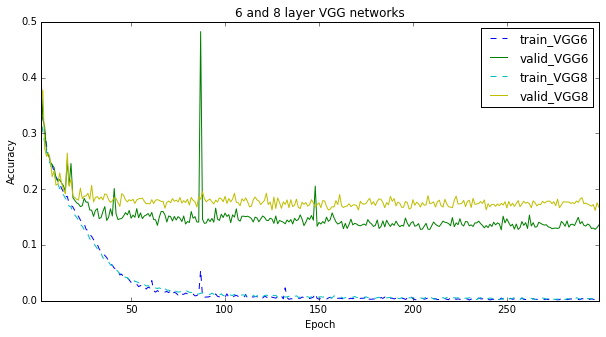 6 and 8 layer VGG networks
0.5
0.4
0.3
0.2
0.1
0.0
Accuracy
train_VGG6
valid_VGG6
train_VGG8
valid_VGG8
50
100
150
200
250
Epoch